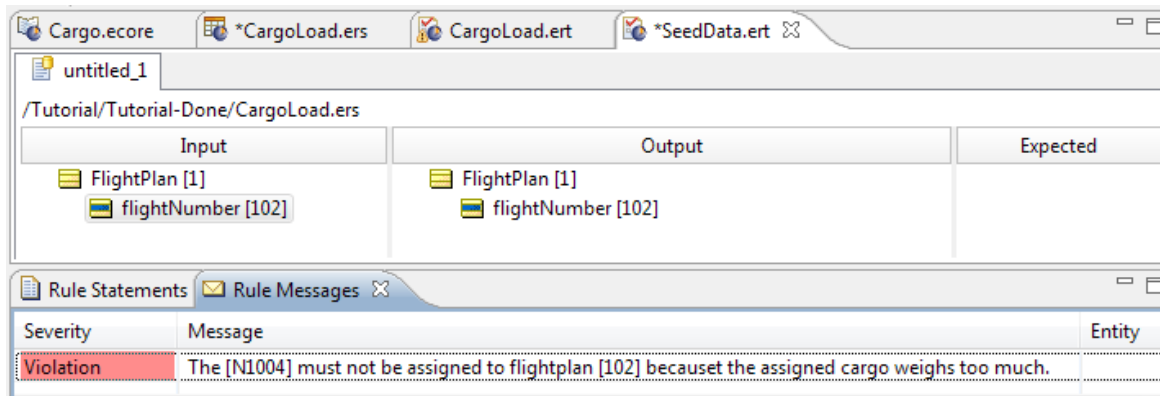 Cargo.ecore *CargoLoad.ers CargoLoad.ert *SeedData.ert
untitled_1
/Tutorial/Tutorial-Done/CargoLoad.ers
Input Output Expected
FlightPlan [1] FlightPlan [1]
flightNumber [102] flightNumber [102]
Rule Statements Rule Messages
Severity Message Entity
Violation The [N1004] must not be assigned to flightplan [102] becauset the assigned cargo weighs too much.